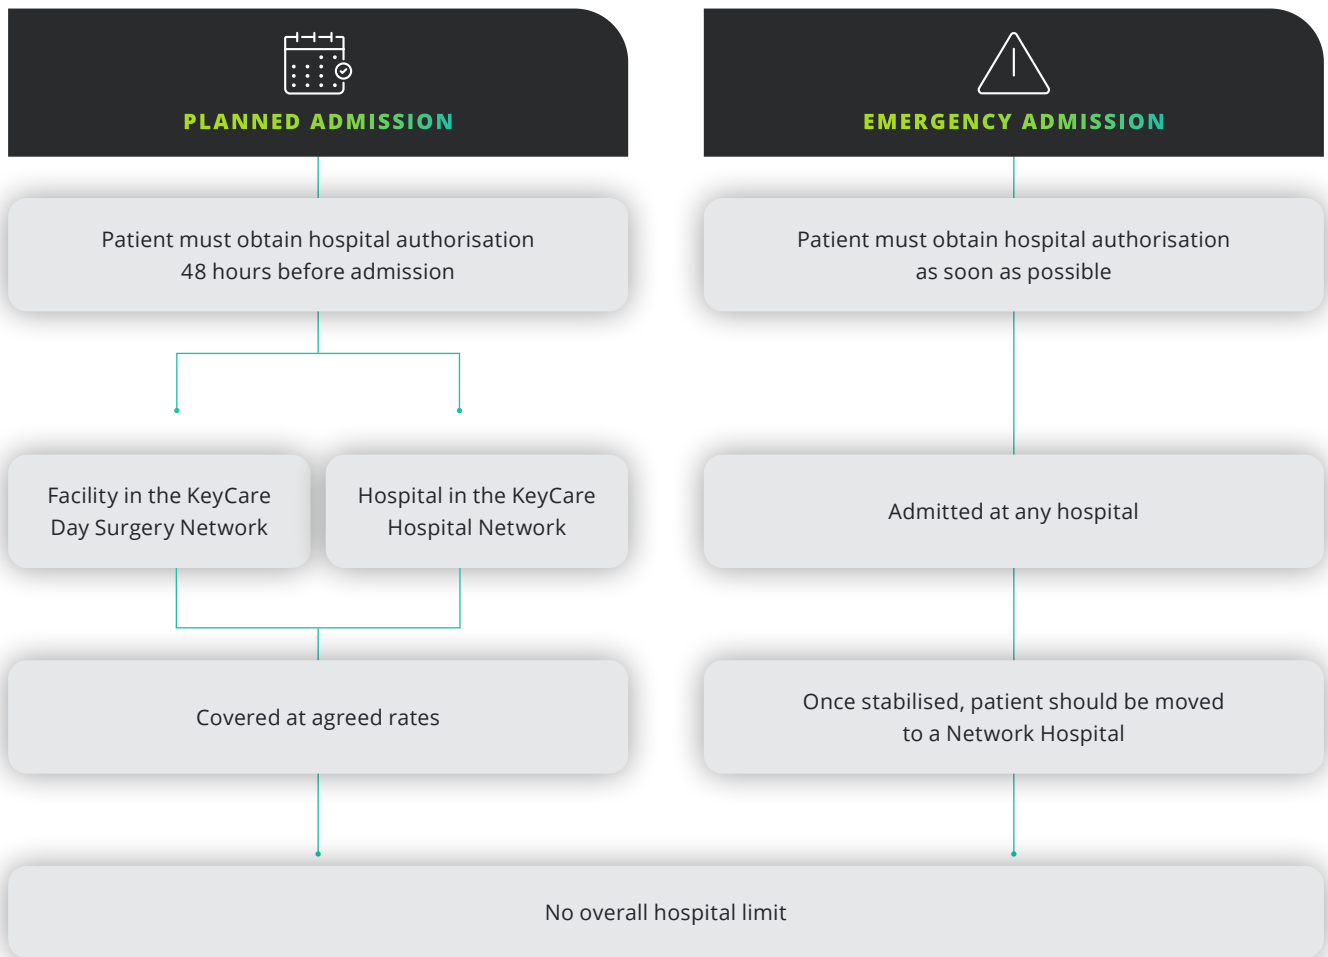 PLANNED ADMISSION
Patient must obtain hospital authorisation
48 hours before admission
Facility in the KeyCare
Day Surgery Network
Hospital in the KeyCare
Hospital Network
Covered at agreed rates
EMERGENCY ADMISSION
Patient must obtain hospital authorisation
as soon as possible
Admitted at any hospital
Once stabilised, patient should be moved
to a Network Hospital
No overall hospital limit